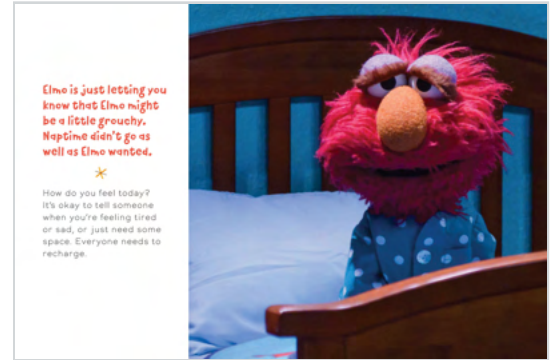 Elmo is just letting you
know that Elmo might
be a little grouchy.
Naptime didn't go as
well as Elmo wanted.
How do you feel today?
It's okay to tell someone
when you're feeling tired
or sad, or just need some
space. Everyone needs to
recharge.